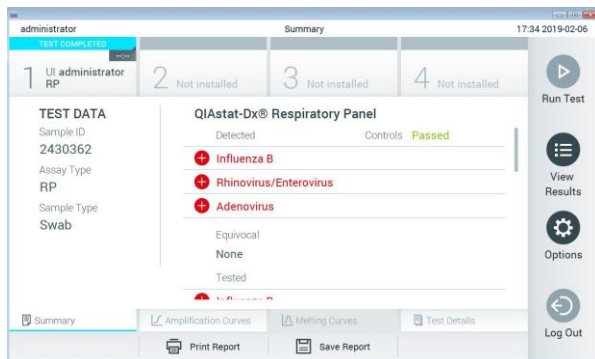 administrator Summary 17:34 2019-02-06
TEST COMPLETED
--:--
1 UI administrator RP
2 Not installed
3 Not installed
4 Not installed
Run Test
View Results
Options
Log Out
TEST DATA
Sample ID
2430362
Assay Type
RP
Sample Type
Swab
QIAstat-Dx® Respiratory Panel
Detected Controls Passed
Influenza B
Rhinovirus/Enterovirus
Adenovirus
Equivocal
None
Tested
Influenza B
Summary
Amplification Curves
Melting Curves
Test Details
Print Report
Save Report